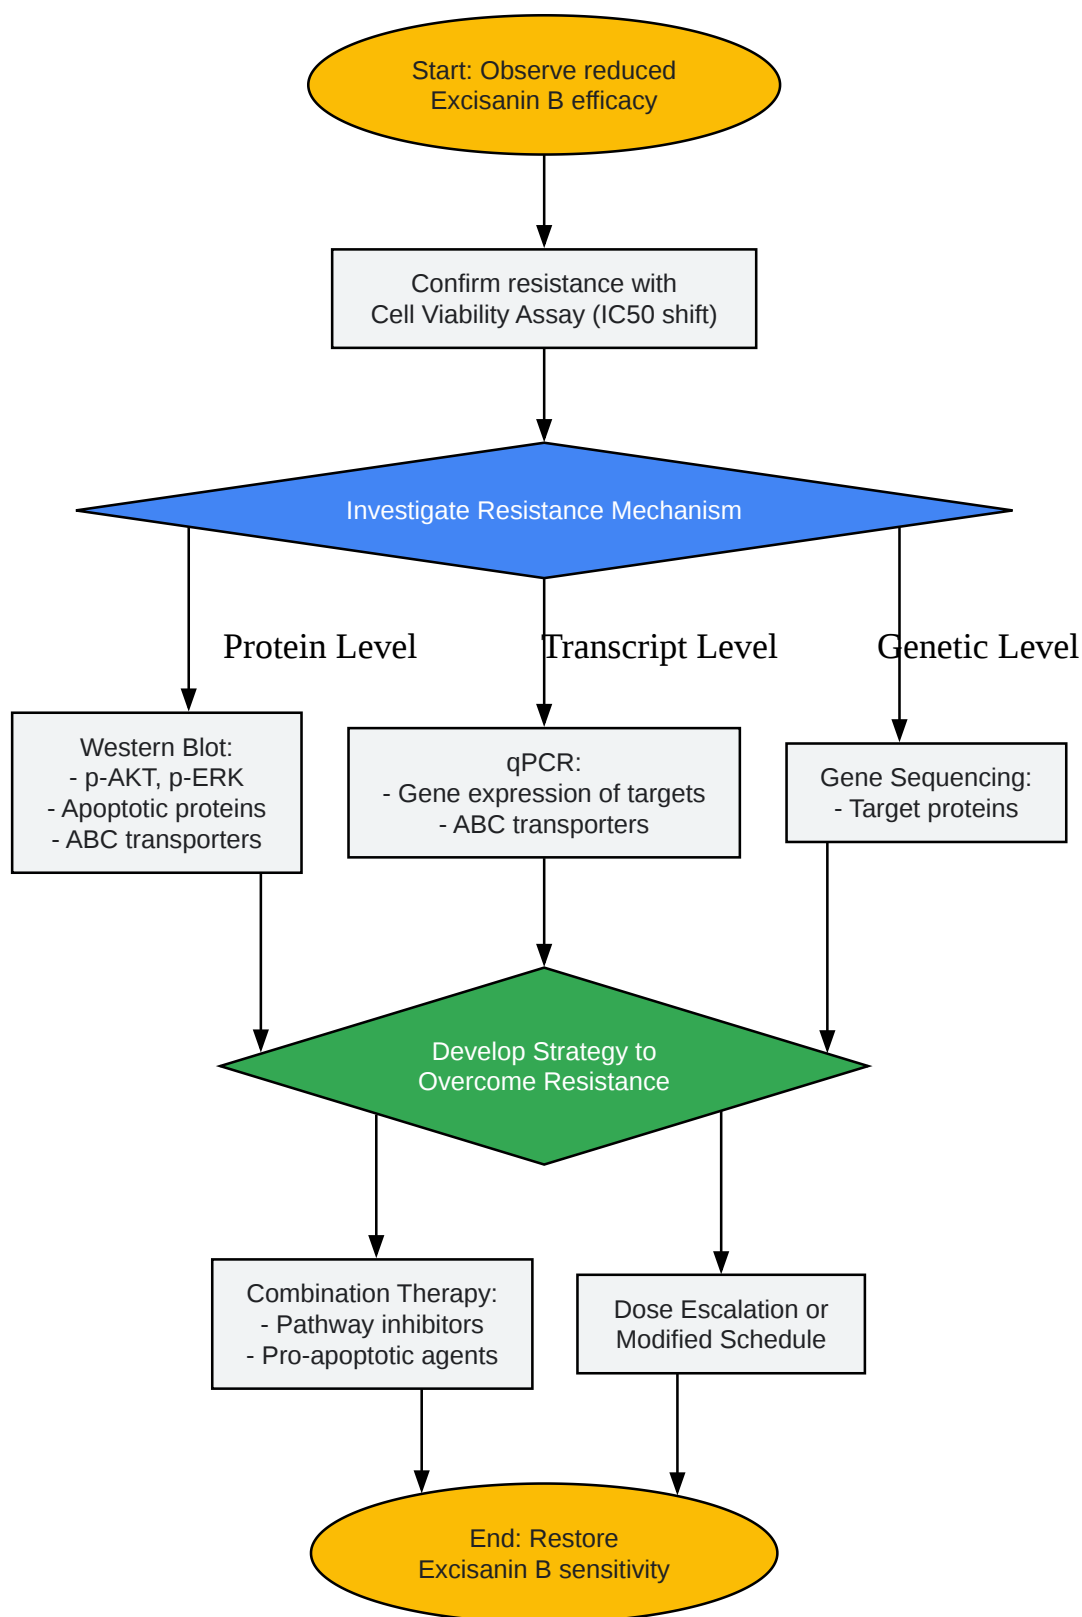 Start: Observe reduced
Excisanin B efficacy
Confirm resistance with
Cell Viability Assay (IC50 shift)
Investigate Resistance Mechanism
Protein Level
Transcript Level
Genetic Level
Western Blot:
- p-AKT, p-ERK
- Apoptotic proteins
- ABC transporters
qPCR:
- Gene expression of targets
- ABC transporters
Gene Sequencing:
- Target proteins
Develop Strategy to
Overcome Resistance
Combination Therapy:
- Pathway inhibitors
- Pro-apoptotic agents
Dose Escalation or
Modified Schedule
End: Restore
Excisanin B sensitivity